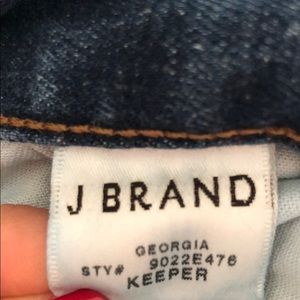 J BRAND
GEORGIA
STY# 9022E476
KEEPER